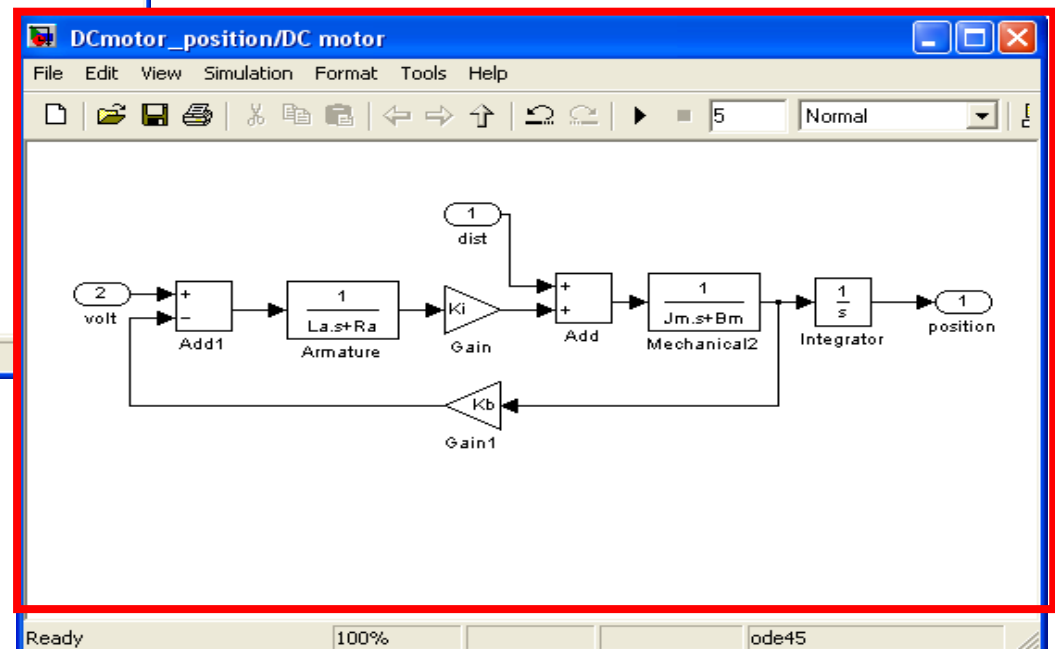 DCmotor_position/DC motor
File Edit View Simulation Format Tools Help
5 Normal
1
dist
2
volt
+
−
Add1
1
La.s+Ra
Armature
Ki
Gain
+
+
Add
1
Jm.s+Bm
Mechanical2
1
s
Integrator
1
position
Kb
Gain1
Ready 100% ode45